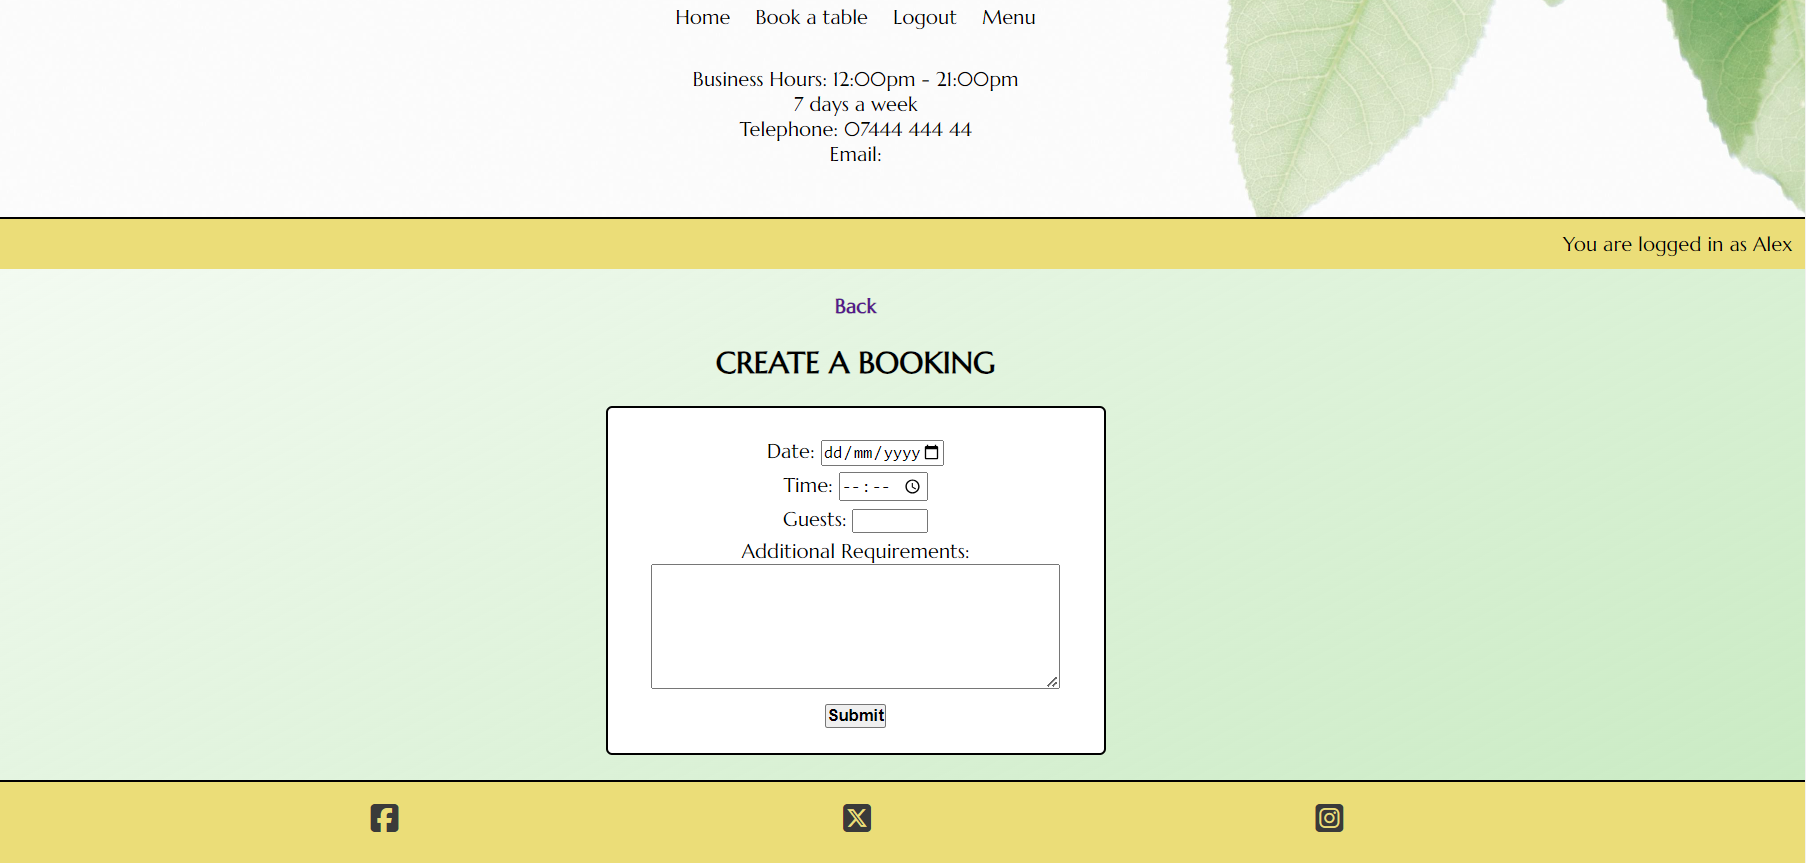 Home Book a table Logout Menu
Business Hours: 12:00pm - 21:00pm
7 days a week
Telephone: 07444 444 44
Email:
You are logged in as Alex
Back
CREATE A BOOKING
Date: dd/mm/yyyy
Time: --:--
Guests:
Additional Requirements:
Submit